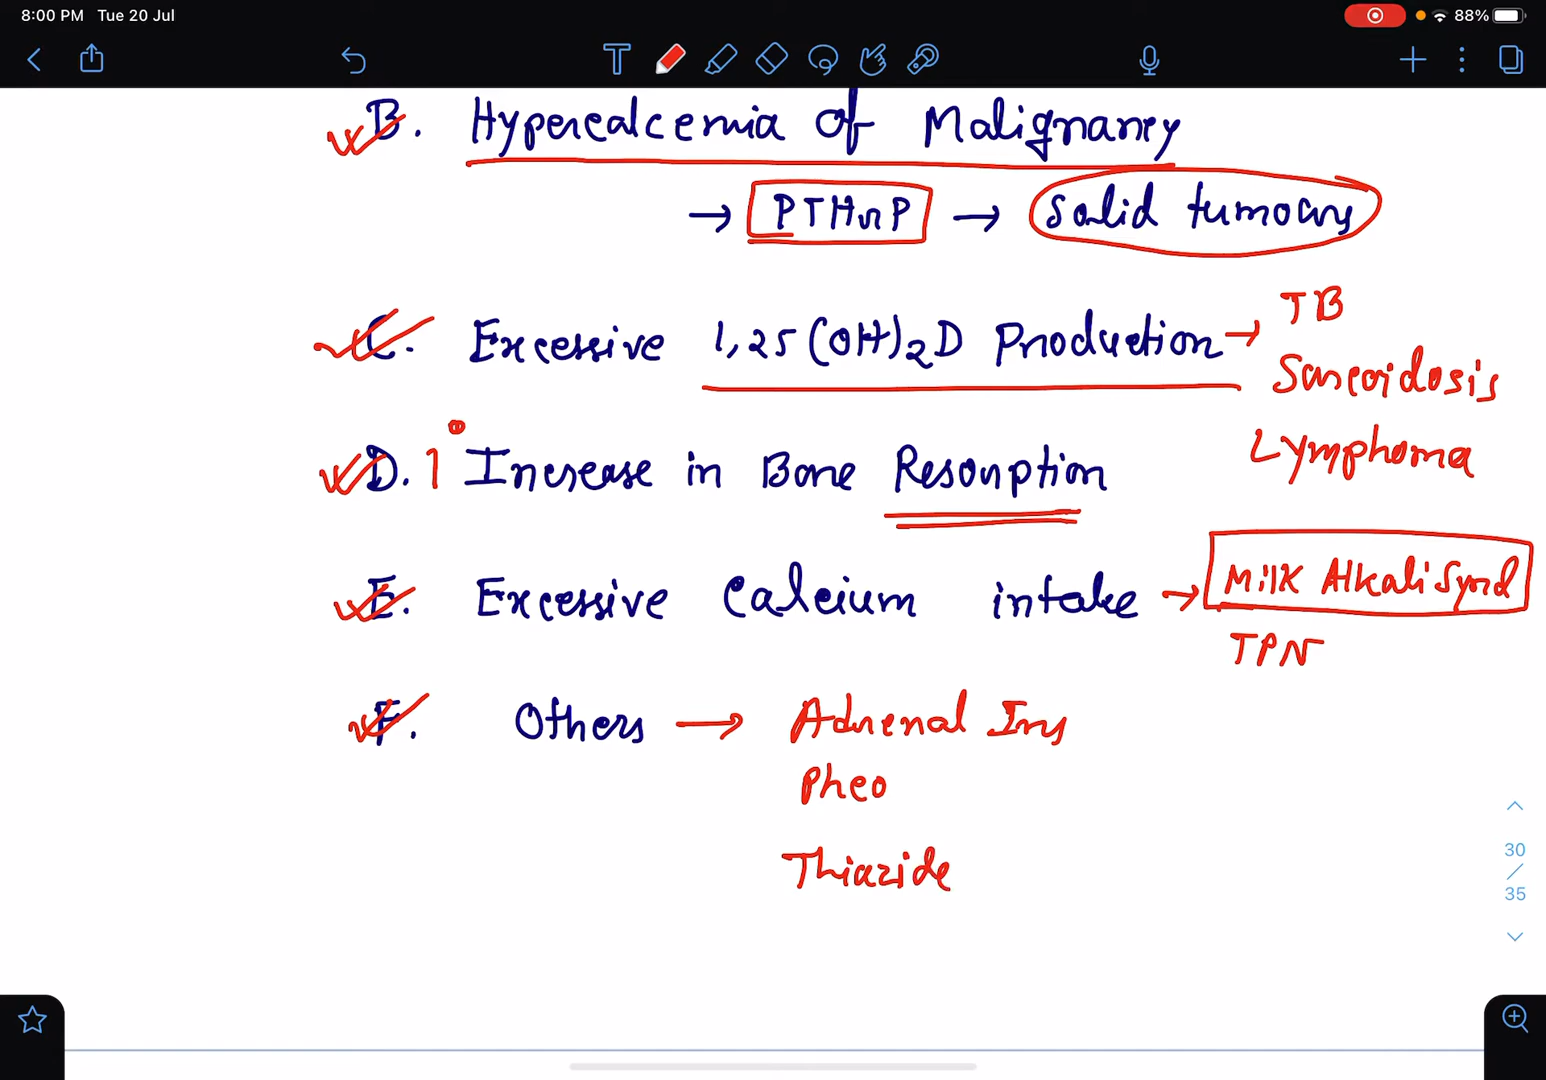 8:00 PM Tue 20 Jul
88%
T
B. Hypercalcemia of Malignancy
→ PTHrP → Solid tumours
C. Excessive 1,25(OH)₂D Production → TB
Sarcoidosis
Lymphoma
D. 1° Increase in Bone Resorption
E. Excessive Calcium intake → Milk Alkali Synd
TPN
F. Others → Adrenal Ins
Pheo
Thiazide
30
/
35